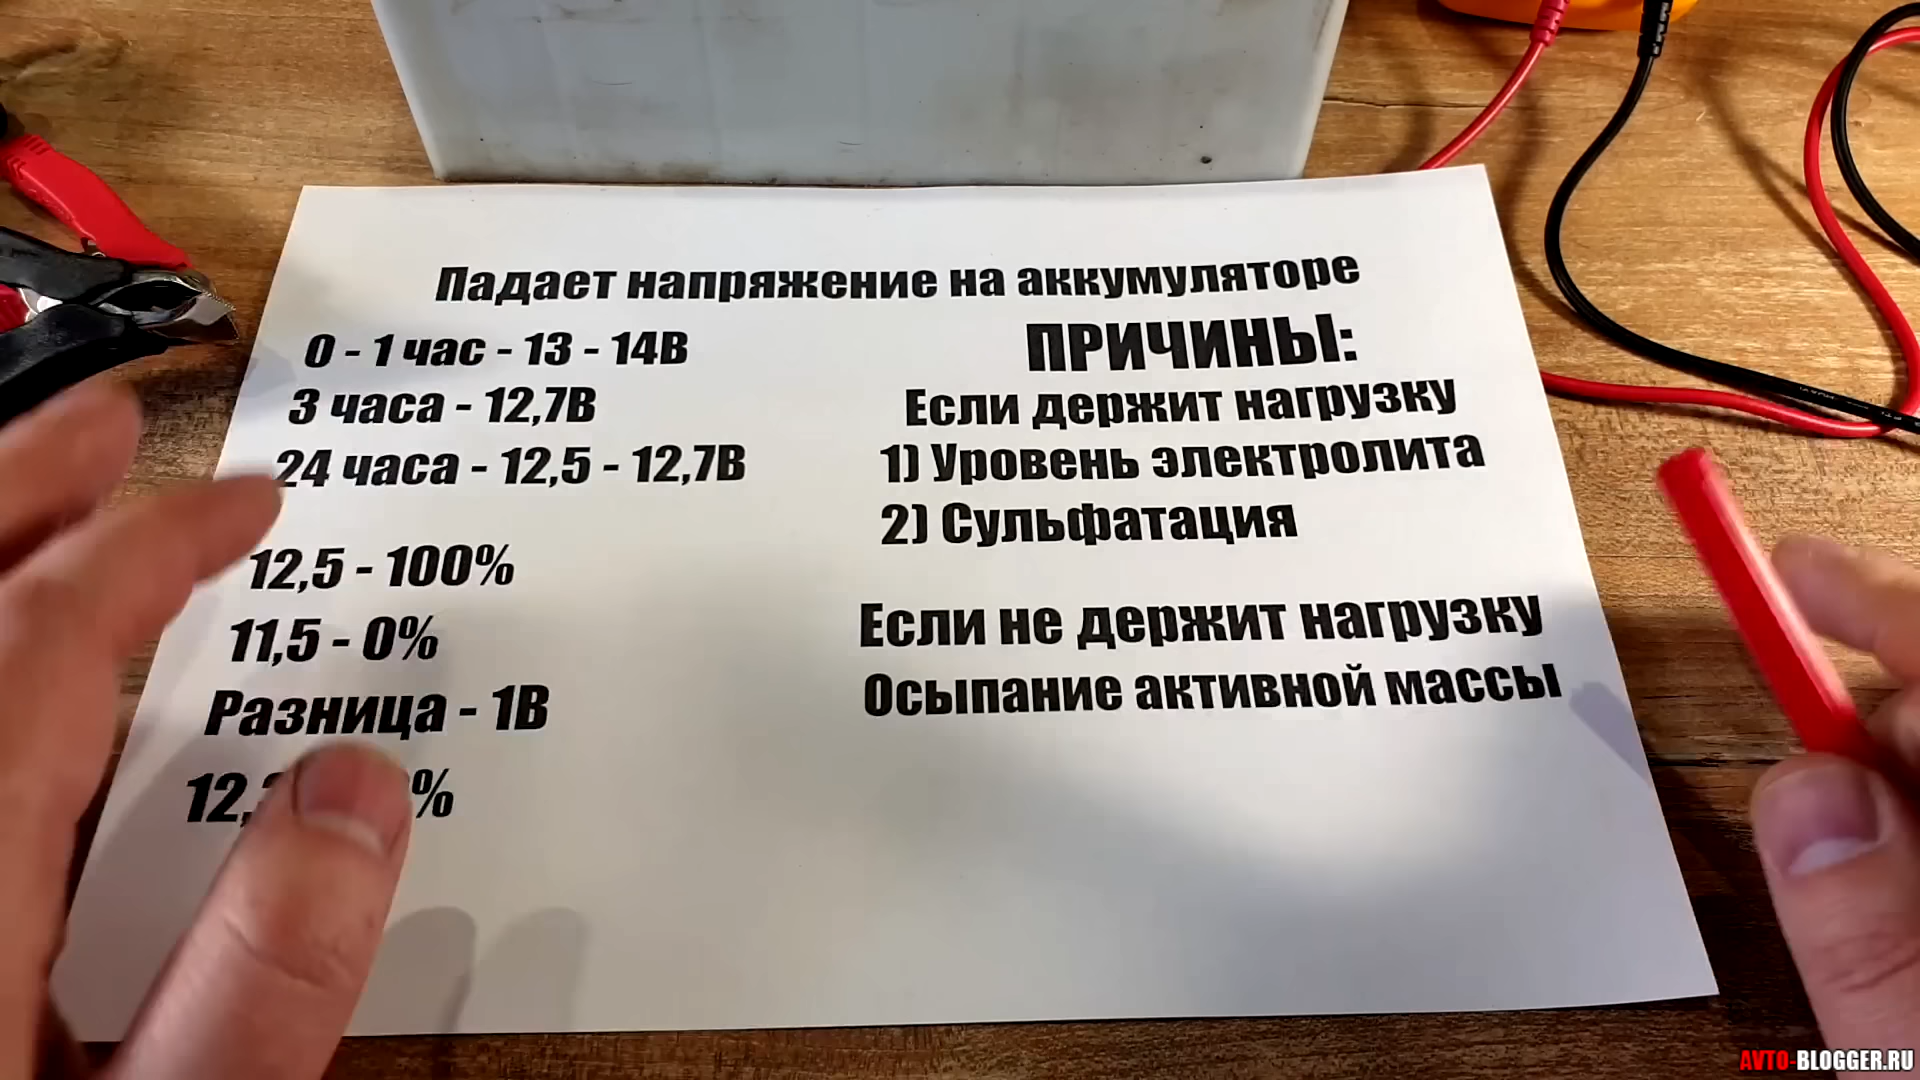 Падает напряжение на аккумуляторе
0 - 1 час - 13 - 14В
3 часа - 12,7В
24 часа - 12,5 - 12,7В
12,5 - 100%
11,5 - 0%
Разница - 1В
ПРИЧИНЫ:
Если держит нагрузку
1) Уровень электролита
2) Сульфатация
Если не держит нагрузку
Осыпание активной массы
AVTO-BLOGGER.RU